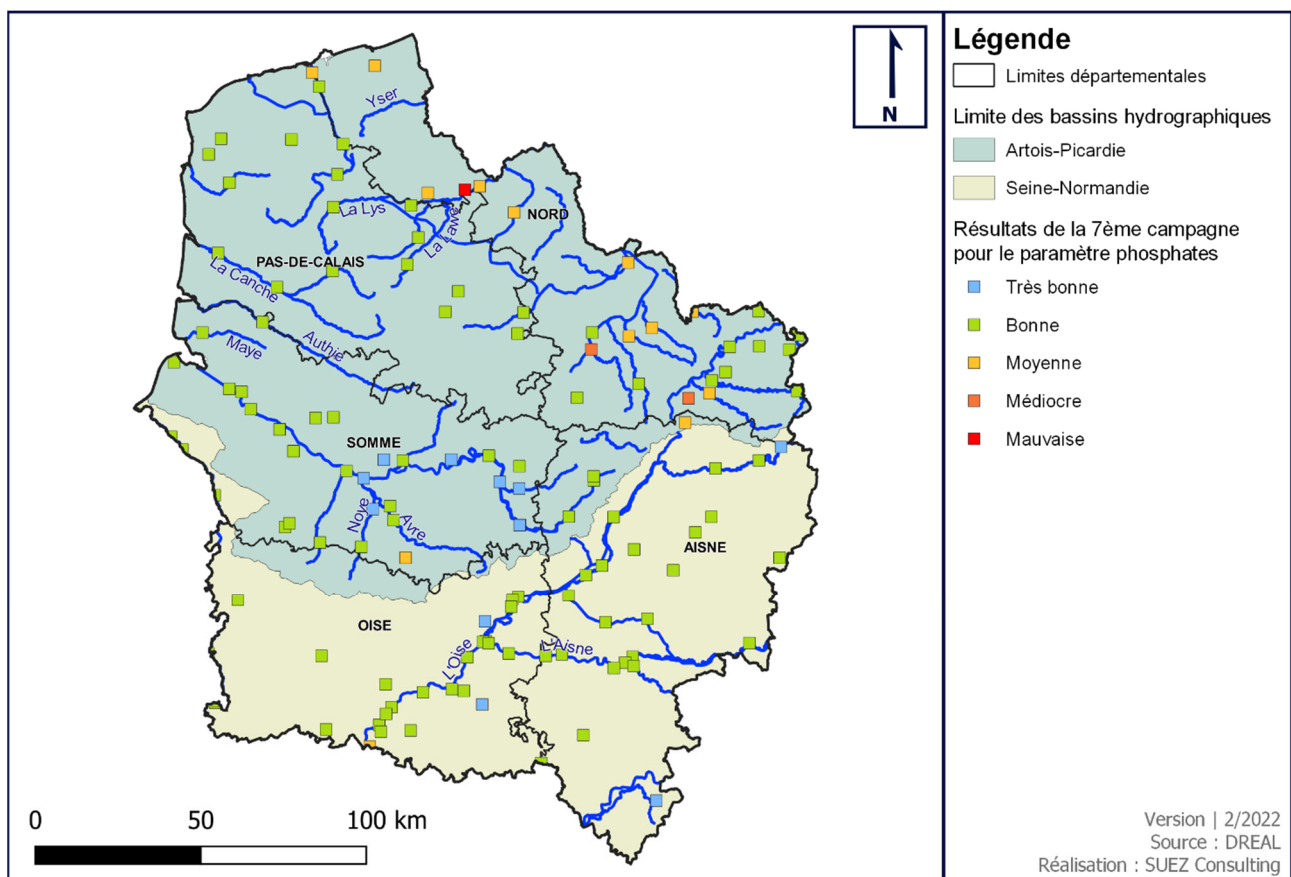 Yser
La Lys
NORD
La Lawe
PAS-DE-CALAIS
La Canche
Authie
Maye
SOMME
Noye
Avre
AISNE
OISE
L'Oise
L'Aisne
0 50 100 km
N
Légende
Limites départementales
Limite des bassins hydrographiques
Artois-Picardie
Seine-Normandie
Résultats de la 7ème campagne
pour le paramètre phosphates
Très bonne
Bonne
Moyenne
Médiocre
Mauvaise
Version | 2/2022
Source : DREAL
Réalisation : SUEZ Consulting